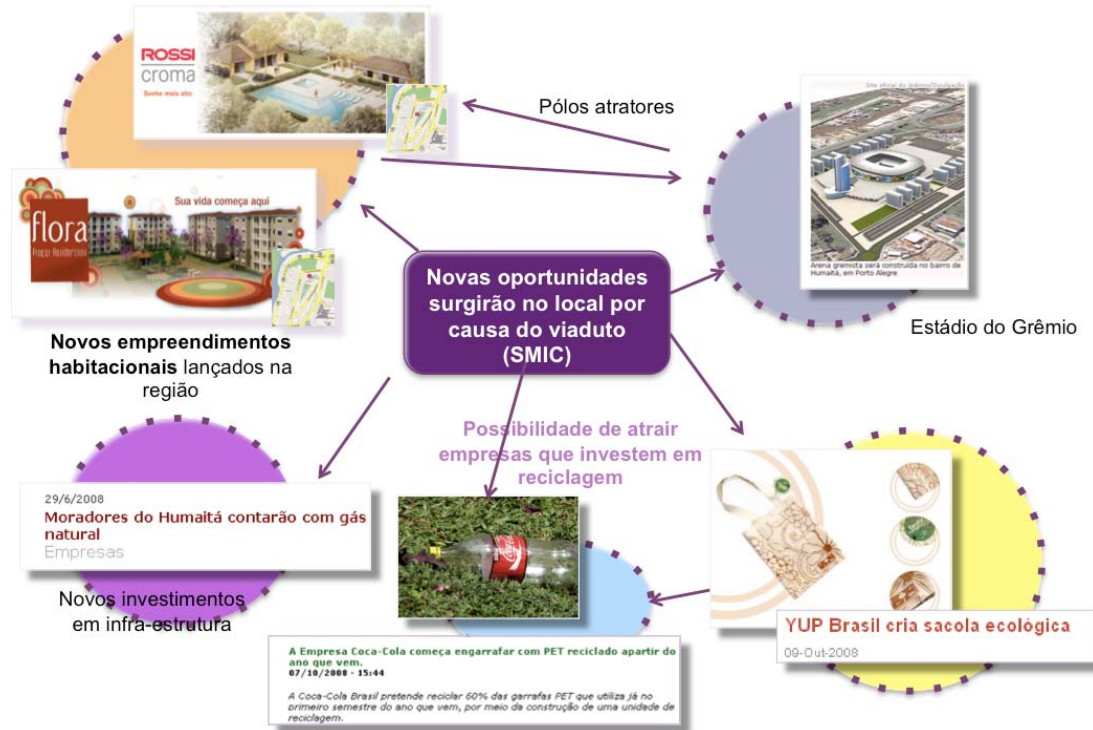 ROSSI
croma
Sonhe mais alto
Pólos atratores
Site oficial do Grêmio/Divulgação
Arena gremista será construída no bairro de
Humaitá, em Porto Alegre
Estádio do Grêmio
Sua vida começa aqui
flora
Novos empreendimentos
habitacionais lançados na
região
Novas oportunidades
surgirão no local por
causa do viaduto
(SMIC)
Possibilidade de atrair
empresas que investem em
reciclagem
29/6/2008
Moradores do Humaitá contarão com gás
natural
Empresas
Novos investimentos
em infra-estrutura
YUP Brasil cria sacola ecológica
09-Out-2008
A Empresa Coca-Cola começa engarrafar com PET reciclado apartir do
ano que vem.
07/10/2008 - 15:44
A Coca-Cola Brasil pretende reciclar 60% das garrafas PET que utiliza já no
primeiro semestre do ano que vem, por meio da construção de uma unidade de
reciclagem.